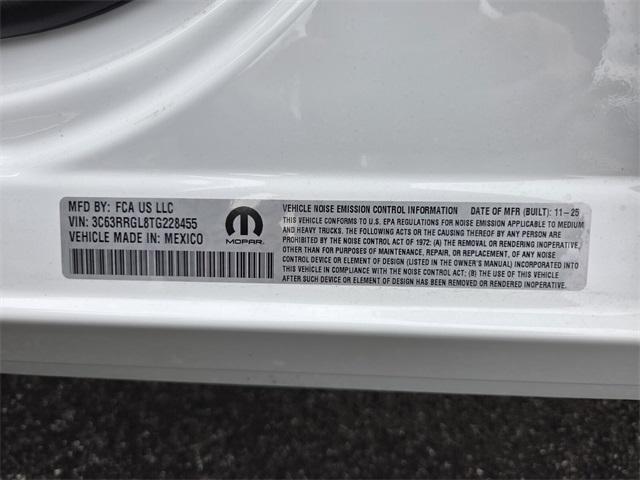 MFD BY: FCA US LLC
VIN: 3C63RRGL8TG228455
VEHICLE MADE IN: MEXICO
MOPAR
VEHICLE NOISE EMISSION CONTROL INFORMATION DATE OF MFR (BUILT): 11-25
THIS VEHICLE CONFORMS TO U.S. EPA REGULATIONS FOR NOISE EMISSION APPLICABLE TO MEDIUM
AND HEAVY TRUCKS. THE FOLLOWING ACTS OR THE CAUSING THEREOF BY ANY PERSON ARE
PROHIBITED BY THE NOISE CONTROL ACT OF 1972: (A) THE REMOVAL OR RENDERING INOPERATIVE,
OTHER THAN FOR PURPOSES OF MAINTENANCE, REPAIR, OR REPLACEMENT, OF ANY NOISE
CONTROL DEVICE OR ELEMENT OF DESIGN (LISTED IN THE OWNER'S MANUAL) INCORPORATED INTO
THIS VEHICLE IN COMPLIANCE WITH THE NOISE CONTROL ACT; (B) THE USE OF THIS VEHICLE
AFTER SUCH DEVICE OR ELEMENT OF DESIGN HAS BEEN REMOVED OR RENDERED INOPERATIVE.